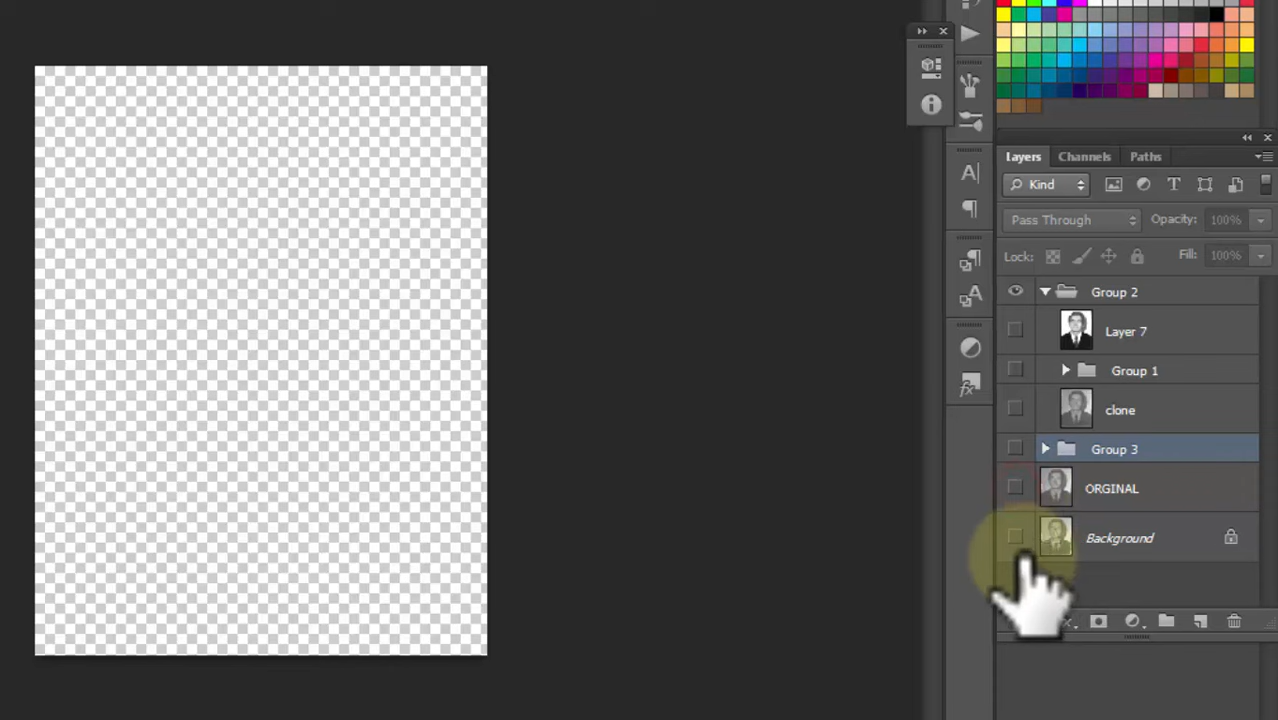 Layers Channels Paths
Kind
Pass Through Opacity: 100%
Lock: Fill: 100%
Group 2
Layer 7
Group 1
clone
Group 3
ORGINAL
Background